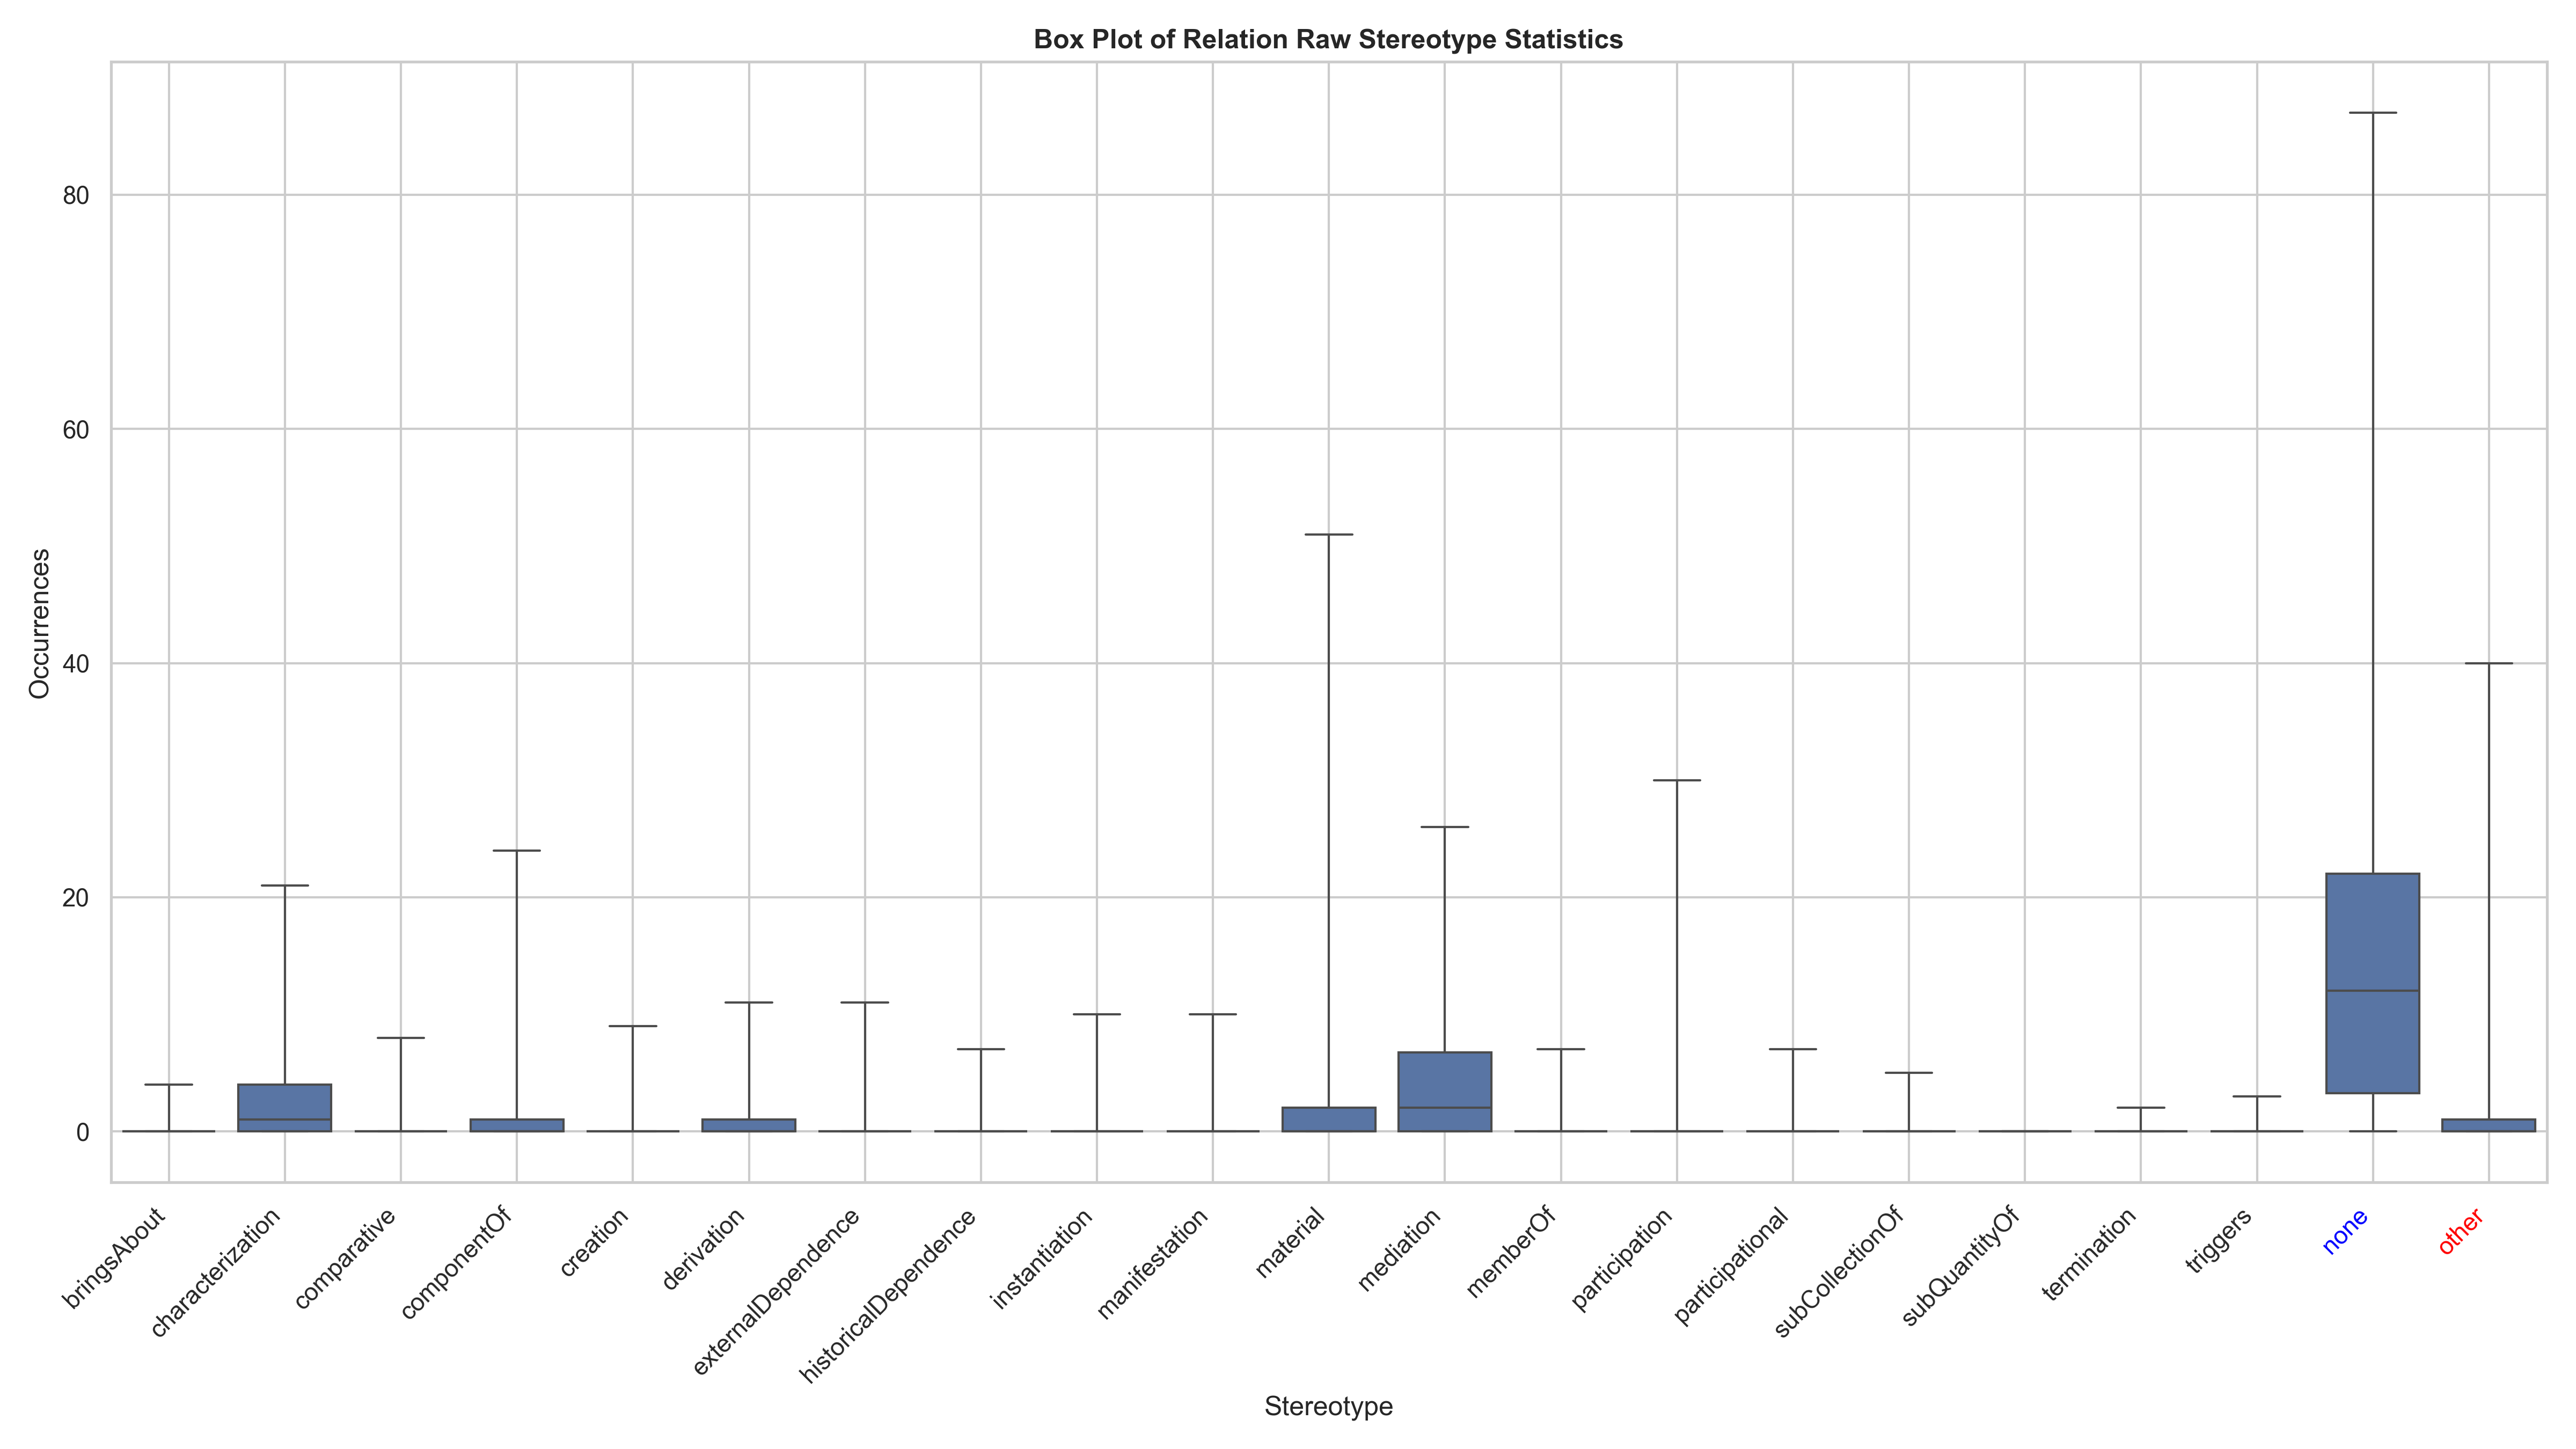 Box Plot of Relation Raw Stereotype Statistics
Occurrences
80
60
40
20
0
bringsAbout
characterization
comparative
componentOf
creation
derivation
externalDependence
historicalDependence
instantiation
manifestation
material
mediation
memberOf
participation
participational
subCollectionOf
subQuantityOf
termination
triggers
none
other
Stereotype